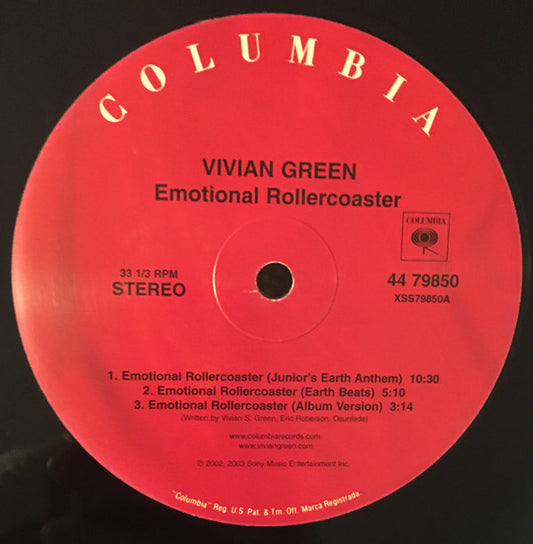 COLUMBIA
VIVIAN GREEN
Emotional Rollercoaster
COLUMBIA
33 1/3 RPM
STEREO
44 79850
XSS79850A
1. Emotional Rollercoaster (Junior's Earth Anthem) 10:30
2. Emotional Rollercoaster (Earth Beats) 5:10
3. Emotional Rollercoaster (Album Version) 3:14
(Written by Vivian S. Green, Eric Roberson, Osunlade)
www.columbiarecords.com
www.viviangreen.com
℗ 2002, 2003 Sony Music Entertainment Inc.
"Columbia" Reg. U.S. Pat. & Tm. Off. Marca Registrada.